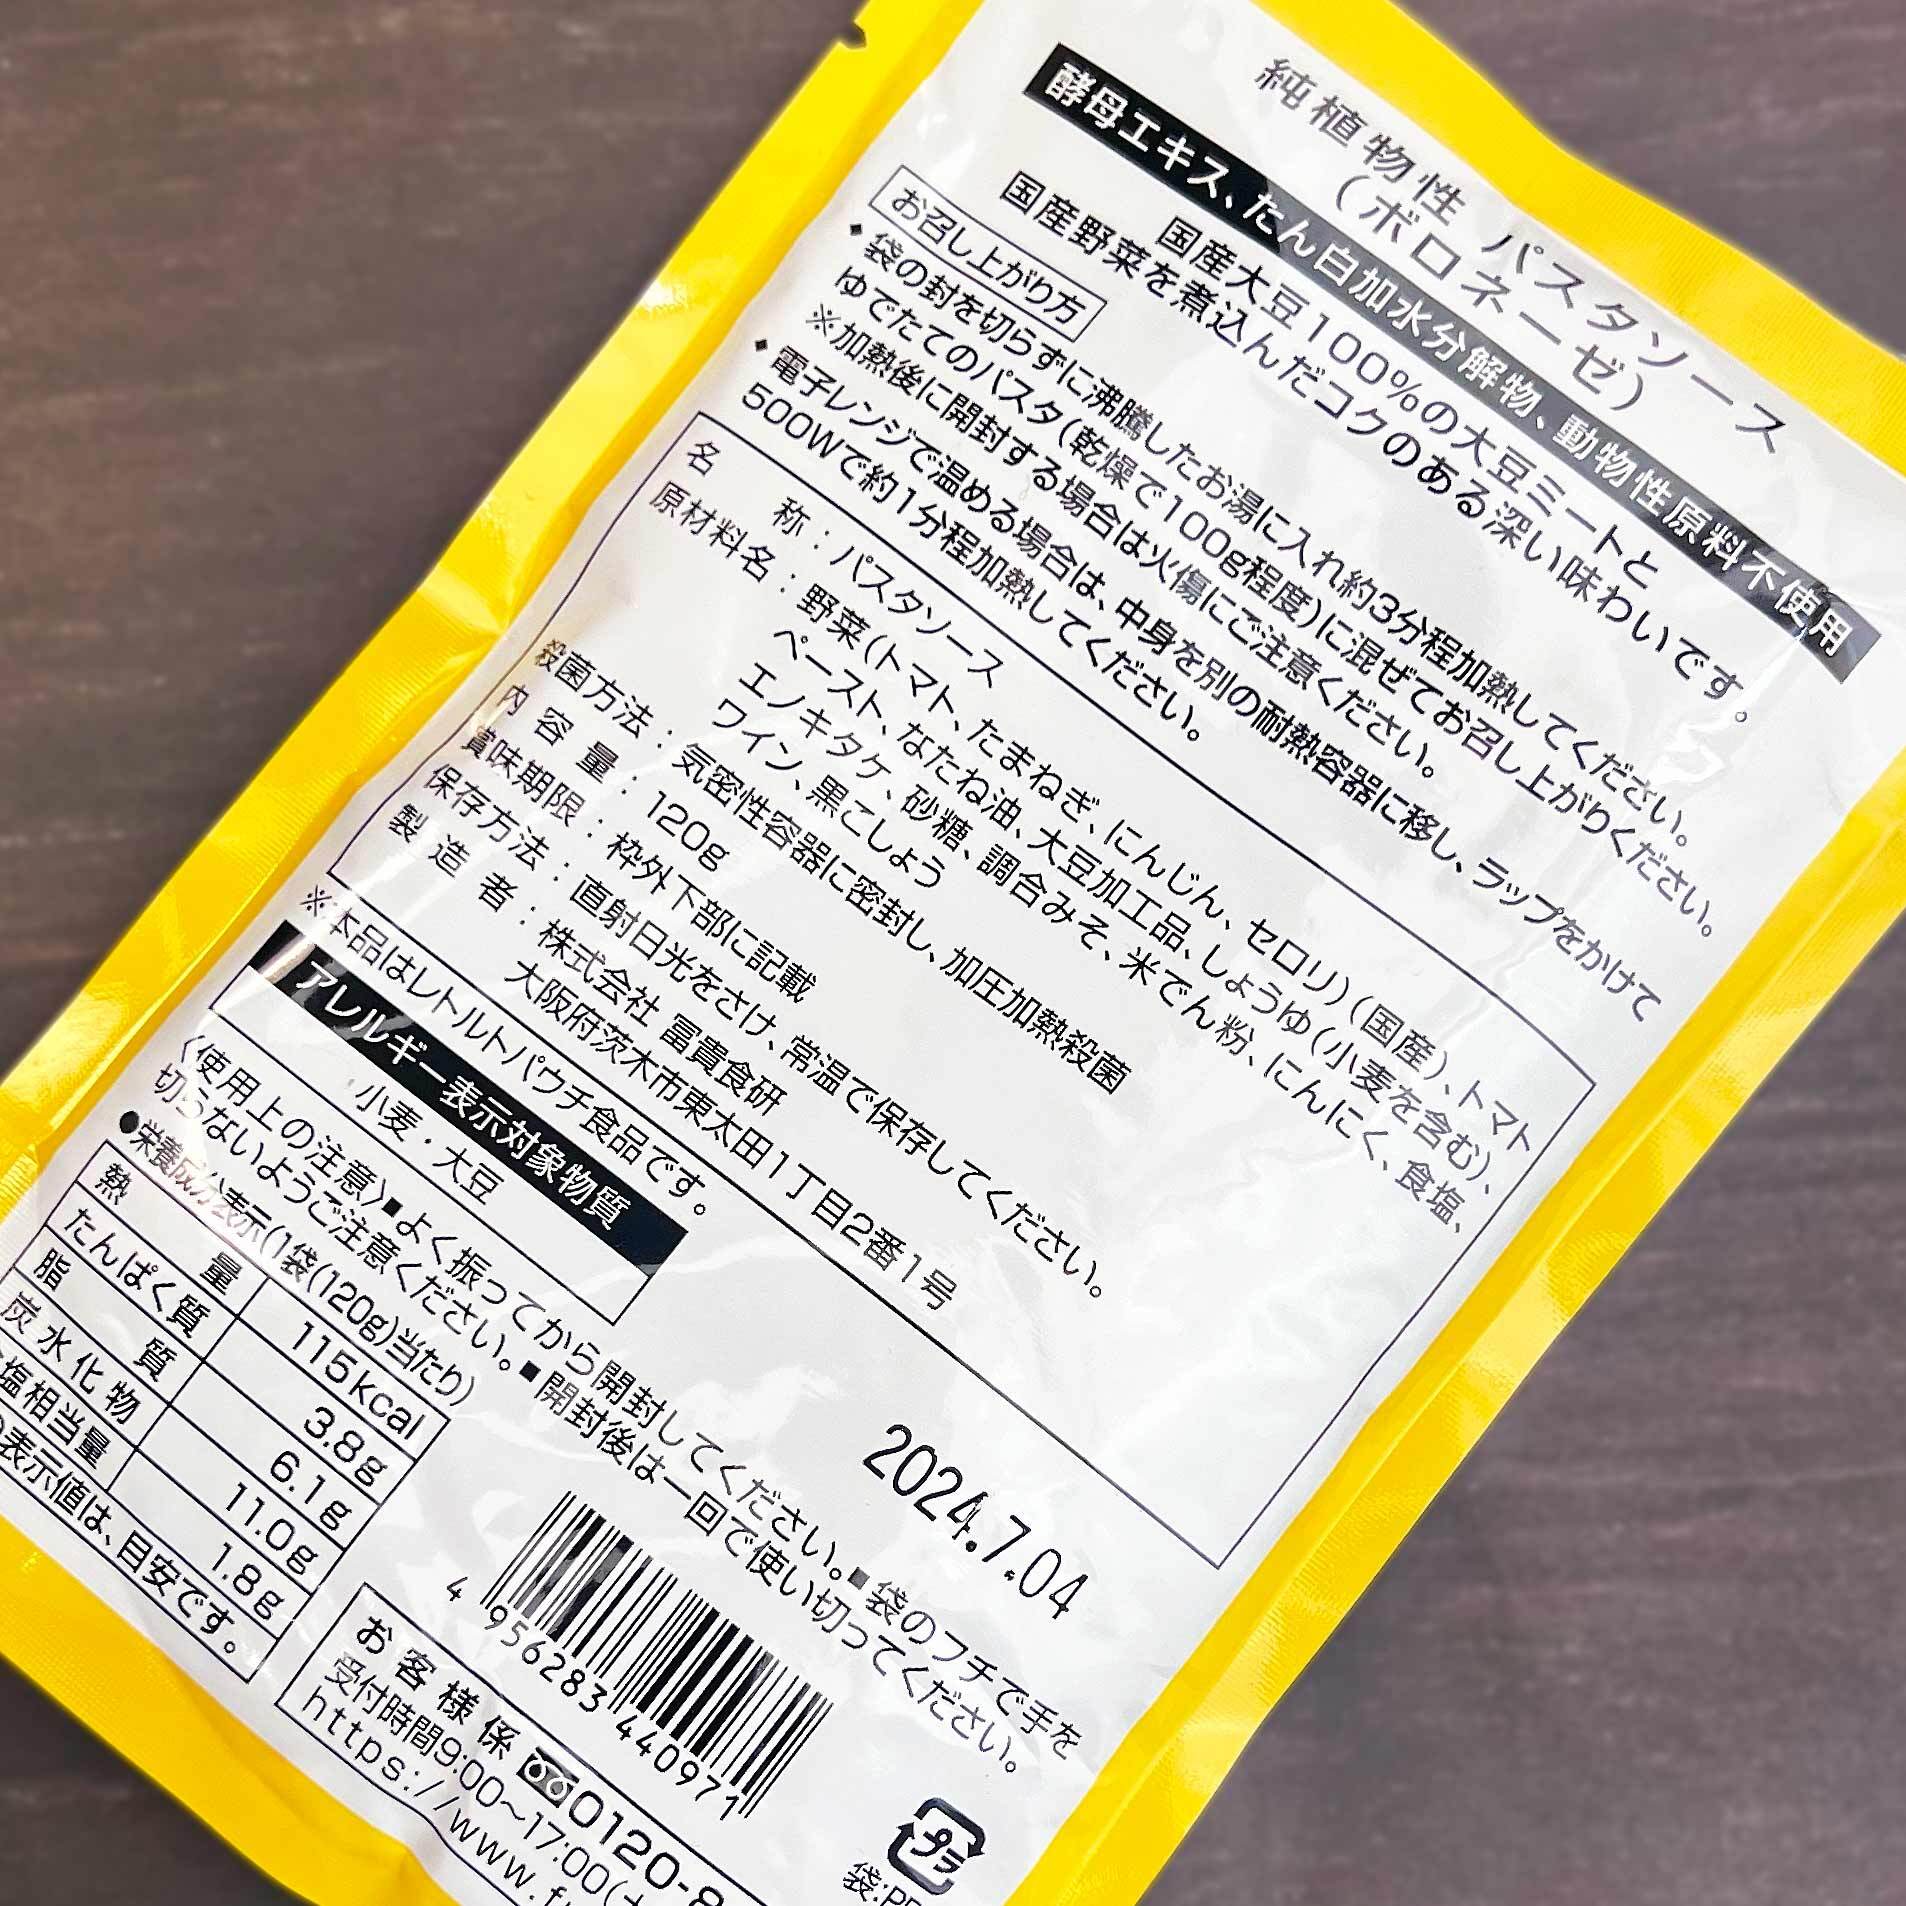 純植物性 パスタソース
(ボロネーゼ)
酵母エキス、たん白加水分解物、動物性原料不使用
国産大豆100%の大豆ミートと
国産野菜を煮込んだコクのある深い味わいです。
お召し上がり方
・袋の封を切らずに沸騰したお湯に入れ約3分程加熱してください。
ゆでたてのパスタ(乾燥で100g程度)に混ぜてお召し上がりください。
※加熱後に開封する場合は火傷にご注意ください。
・電子レンジで温める場合は、中身を別の耐熱容器に移し、ラップをかけて
500Wで約1分程加熱してください。
名称:パスタソース
原材料名:野菜(トマト、たまねぎ、にんじん、セロリ)(国産)、トマト
ペースト、なたね油、大豆加工品、しょうゆ(小麦を含む)、
エノキタケ、砂糖、調合みそ、米でん粉、にんにく、食塩、
ワイン、黒こしょう
殺菌方法:気密性容器に密封し、加圧加熱殺菌
内容量:120g
賞味期限:枠外下部に記載
保存方法:直射日光をさけ、常温で保存してください。
製造者:株式会社 冨貴食研
大阪府茨木市東太田1丁目2番1号
※本品はレトルトパウチ食品です。
アレルギー表示対象物質
小麦・大豆
〈使用上の注意〉■よく振ってから開封してください。■袋のフチで手を
切らないようご注意ください。■開封後は一回で使い切ってください。
●栄養成分表示(1袋(120g)当たり)
熱量 115kcal
たんぱく質 3.8g
脂質 6.1g
炭水化物 11.0g
塩相当量 1.8g
表示値は、目安です。
2024.7.04
4 956283 440971
お客様係 0120-8
受付時間9:00~17:00(
https://www.f
プラ
袋:PP